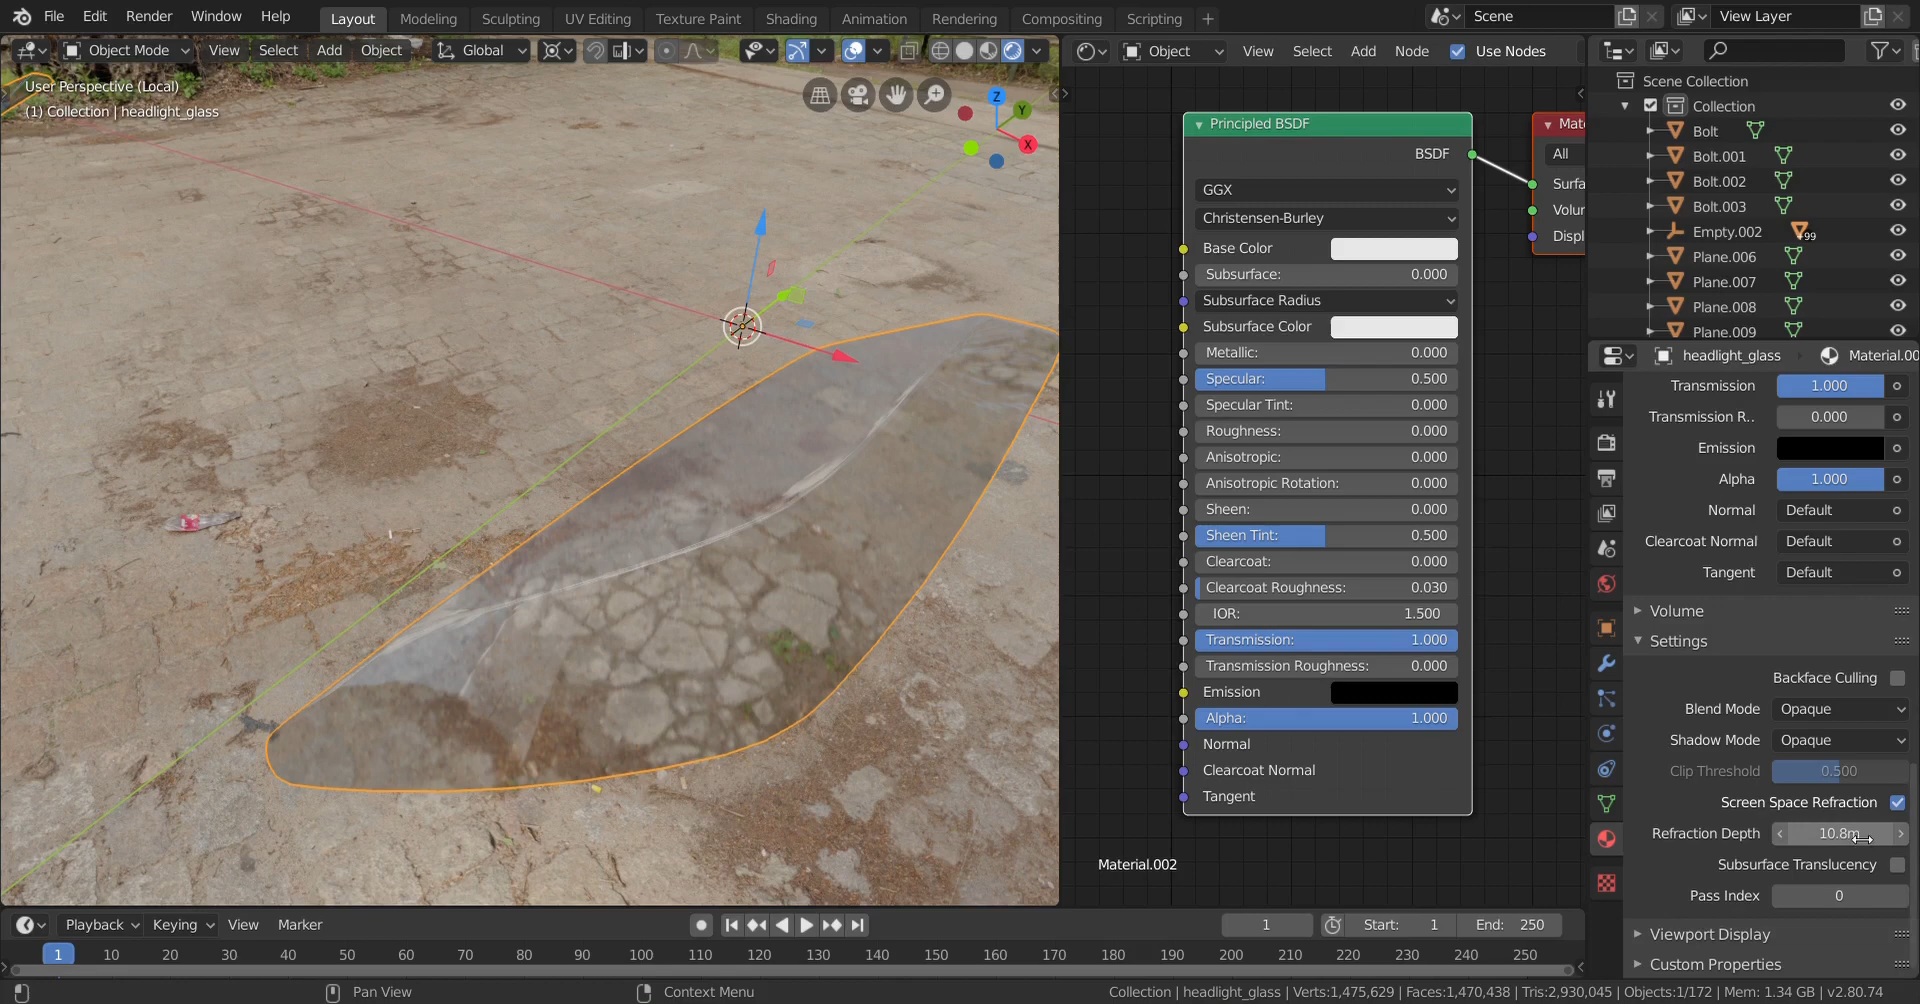 File Edit Render Window Help Layout Modeling Sculpting UV Editing Texture Paint Shading Animation Rendering Compositing Scripting + Scene View Layer
Object Mode View Select Add Object Global Object View Select Add Node Use Nodes
User Perspective (Local)
(1) Collection | headlight_glass
Z
Y
X
Principled BSDF
BSDF
GGX
Christensen-Burley
Base Color
Subsurface: 0.000
Subsurface Radius
Subsurface Color
Metallic: 0.000
Specular: 0.500
Specular Tint: 0.000
Roughness: 0.000
Anisotropic: 0.000
Anisotropic Rotation: 0.000
Sheen: 0.000
Sheen Tint: 0.500
Clearcoat: 0.000
Clearcoat Roughness: 0.030
IOR: 1.500
Transmission: 1.000
Transmission Roughness: 0.000
Emission
Alpha: 1.000
Normal
Clearcoat Normal
Tangent
Mate
All
Surfa
Volun
Displ
Material.002
Scene Collection
Collection
Bolt
Bolt.001
Bolt.002
Bolt.003
Empty.002 +99
Plane.006
Plane.007
Plane.008
Plane.009
headlight_glass Material.00
Transmission 1.000
Transmission R.. 0.000
Emission
Alpha 1.000
Normal Default
Clearcoat Normal Default
Tangent Default
Volume
Settings
Backface Culling
Blend Mode Opaque
Shadow Mode Opaque
Clip Threshold 0.500
Screen Space Refraction
Refraction Depth 10.8m
Subsurface Translucency
Pass Index 0
Viewport Display
Custom Properties
Playback Keying View Marker 1 Start: 1 End: 250
1 10 20 30 40 50 60 70 80 90 100 110 120 130 140 150 160 170 180 190 200 210 220 230 240 250
Pan View Context Menu Collection | headlight_glass | Verts:1,475,629 | Faces:1,470,438 | Tris:2,930,045 | Objects:1/172 | Mem: 1.34 GB | v2.80.74